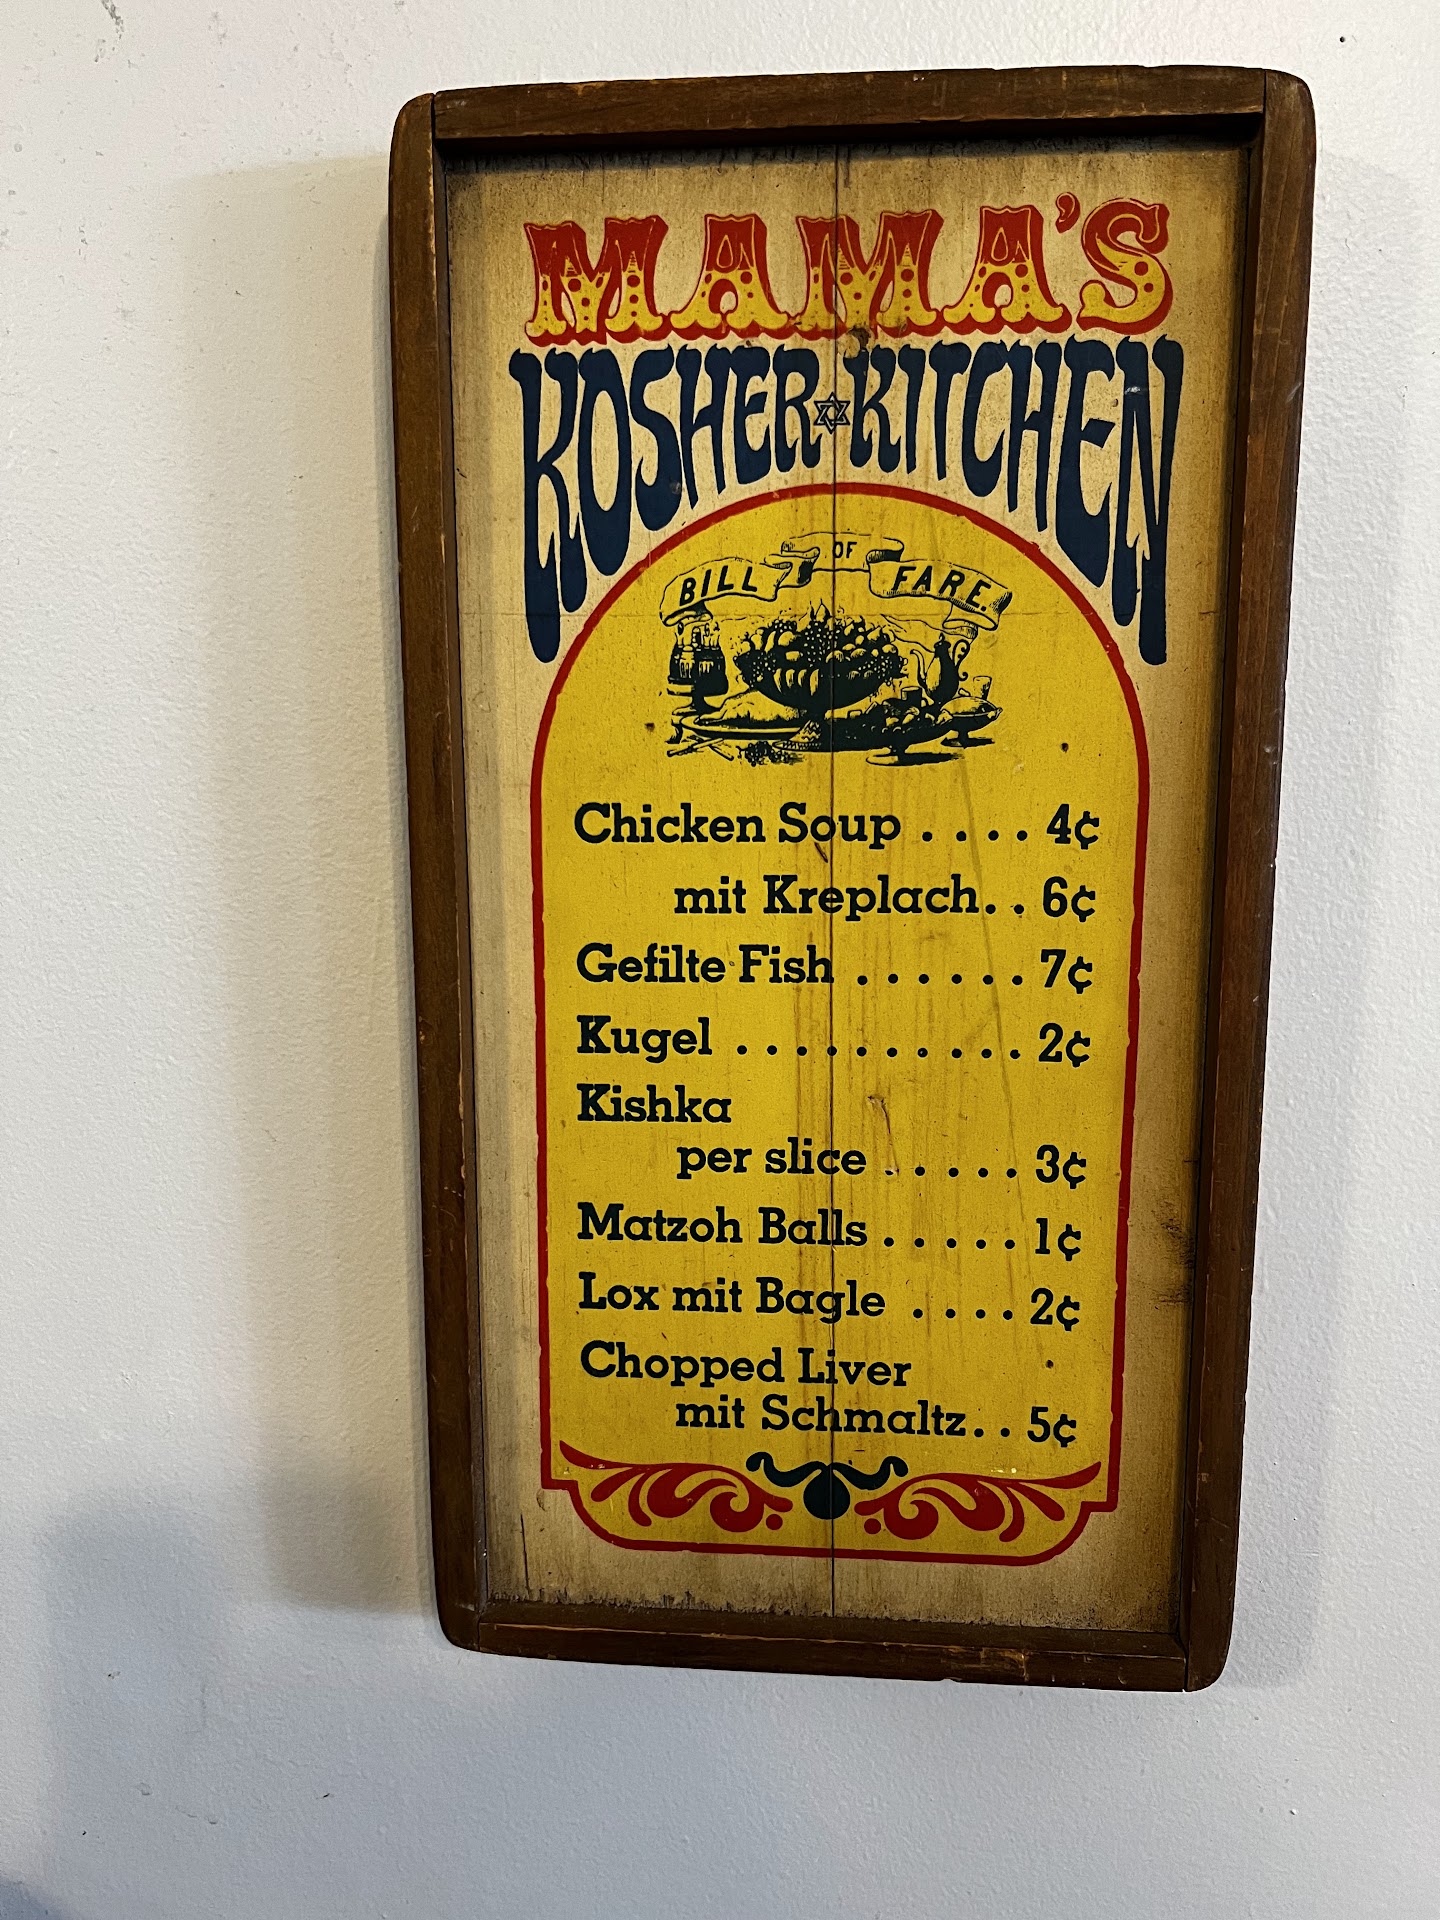 MAMA'S
KOSHER KITCHEN
BILL OF FARE.
Chicken Soup . . . . 4¢
mit Kreplach. . 6¢
Gefilte Fish . . . . . . 7¢
Kugel . . . . . . . . . . 2¢
Kishka
per slice . . . . . 3¢
Matzoh Balls . . . . . 1¢
Lox mit Bagle . . . . 2¢
Chopped Liver
mit Schmaltz. . 5¢